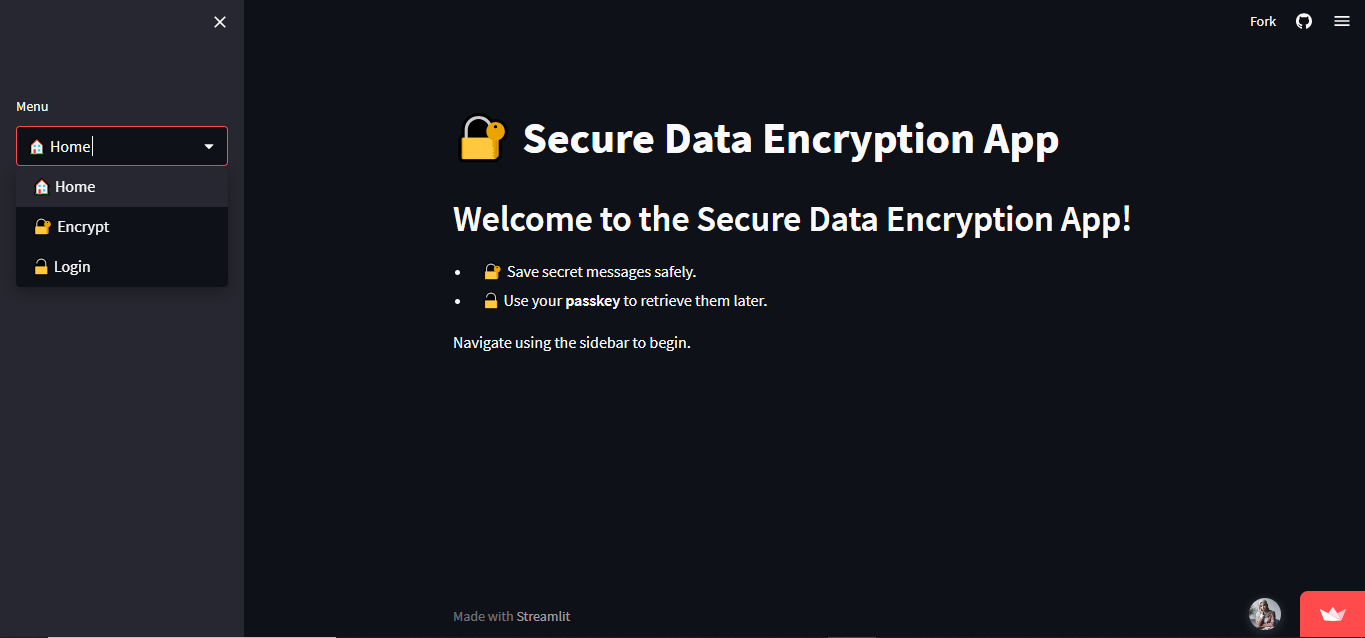 Fork
Menu
🏠 Home
🏠 Home
🔐 Encrypt
🔓 Login
🔐 Secure Data Encryption App
Welcome to the Secure Data Encryption App!
• 🔐 Save secret messages safely.
• 🔓 Use your passkey to retrieve them later.
Navigate using the sidebar to begin.
Made with Streamlit